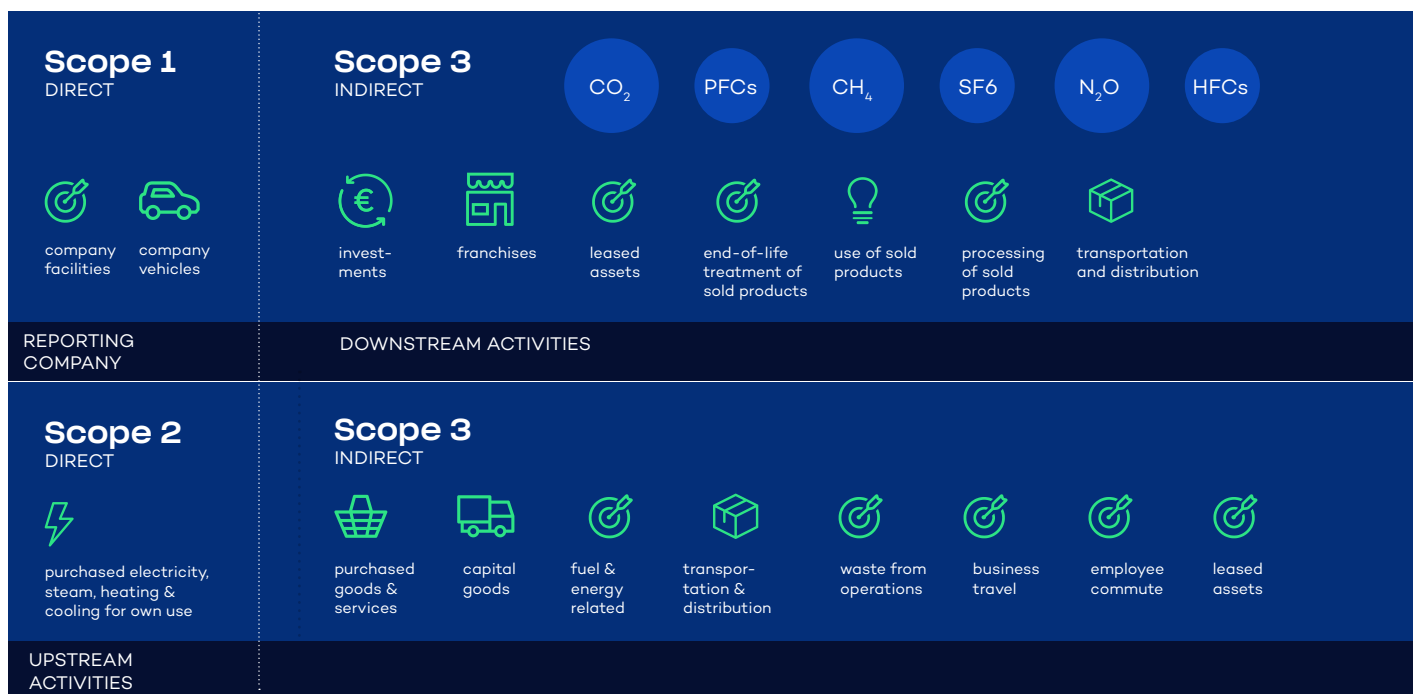 Scope 1
DIRECT
Scope 3
INDIRECT
CO₂
PFCs
CH₄
SF6
N₂O
HFCs
company
facilities
company
vehicles
invest-
ments
franchises
leased
assets
end-of-life
treatment of
sold products
use of sold
products
processing
of sold
products
transportation
and distribution
REPORTING
COMPANY
DOWNSTREAM ACTIVITIES
Scope 2
DIRECT
Scope 3
INDIRECT
purchased electricity,
steam, heating &
cooling for own use
purchased
goods &
services
capital
goods
fuel &
energy
related
transpor-
tation &
distribution
waste from
operations
business
travel
employee
commute
leased
assets
UPSTREAM
ACTIVITIES